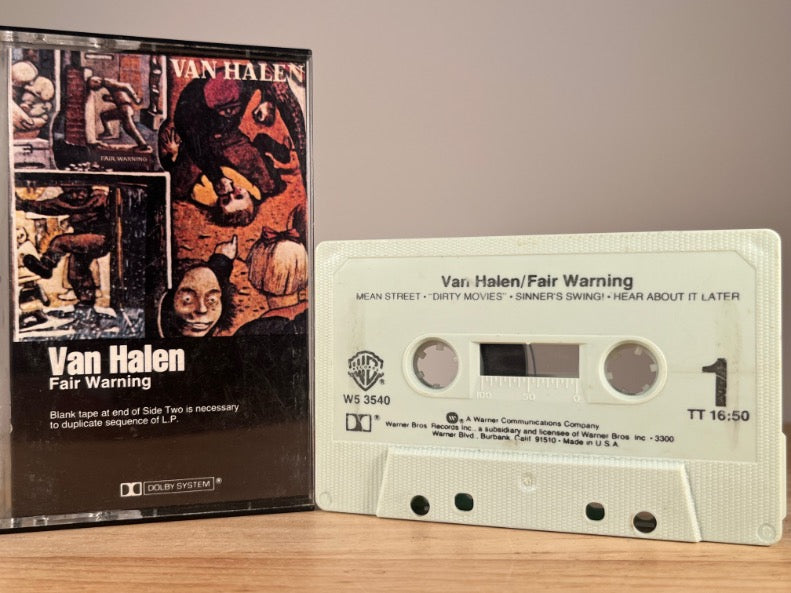 VAN HALEN
FAIR WARNING
Van Halen
Fair Warning
Blank tape at end of Side Two is necessary
to duplicate sequence of L.P.
DOLBY SYSTEM®
Van Halen/Fair Warning
MEAN STREET • "DIRTY MOVIES" • SINNER'S SWING! • HEAR ABOUT IT LATER
W5 3540
1
TT 16:50
A Warner Communications Company
Warner Bros. Records Inc., a subsidiary and licensee of Warner Bros. Inc. • 3300
Warner Blvd., Burbank, Calif. 91510 • Made in U.S.A.
100 50 0